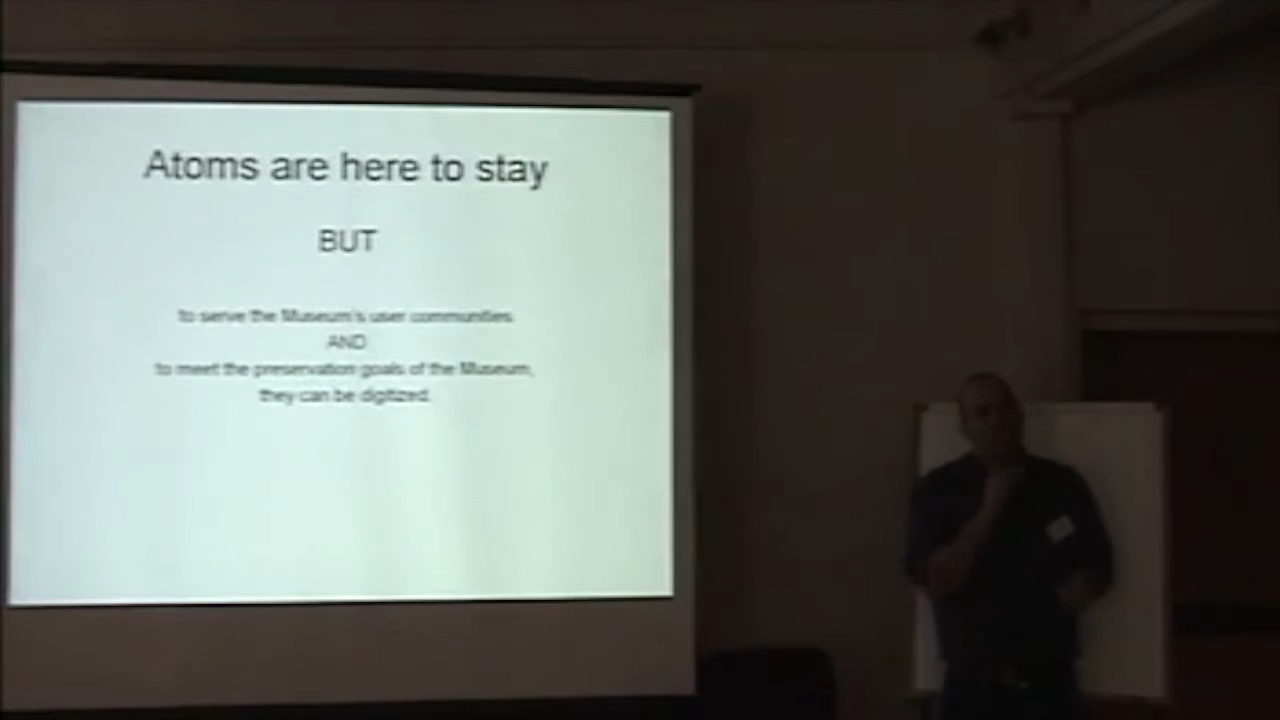 Atoms are here to stay
BUT
to serve the Museum's user communities
AND
to meet the preservation goals of the Museum,
they can be digitized.